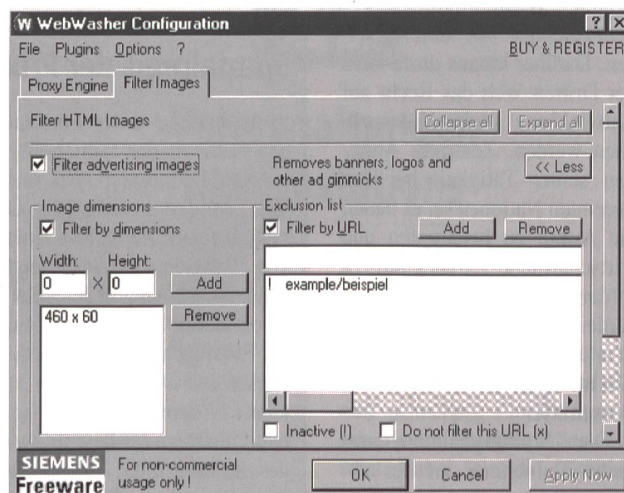 W WebWasher Configuration
File Plugins Options ?
BUY & REGISTER
Proxy Engine
Filter Images
Filter HTML Images
Collapse all
Expand all
Filter advertising images
Removes banners, logos and
other ad gimmicks
<< Less
Image dimensions
Filter by dimensions
Width: Height:
0 X 0
Add
460 x 60
Remove
Exclusion list
Filter by URL
Add
Remove
! example/beispiel
Inactive (!)
Do not filter this URL (x)
SIEMENS
Freeware
For non-commercial
usage only !
OK
Cancel
Apply Now